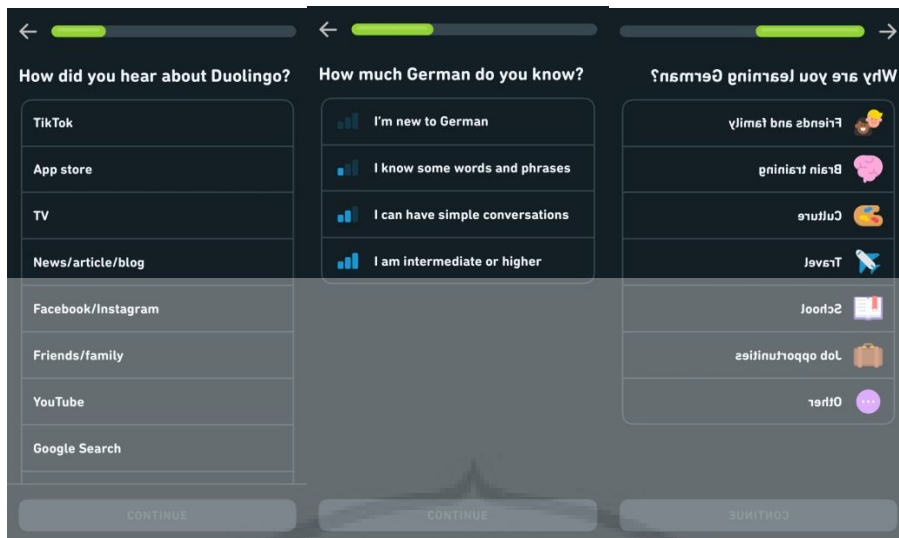 How did you hear about Duolingo?
TikTok
App store
TV
News/article/blog
Facebook/Instagram
Friends/family
YouTube
Google Search
CONTINUE
How much German do you know?
I'm new to German
I know some words and phrases
I can have simple conversations
I am intermediate or higher
CONTINUE
Why are you learning German?
Friends and family
Brain training
Culture
Travel
School
Job opportunities
Other
CONTINUE